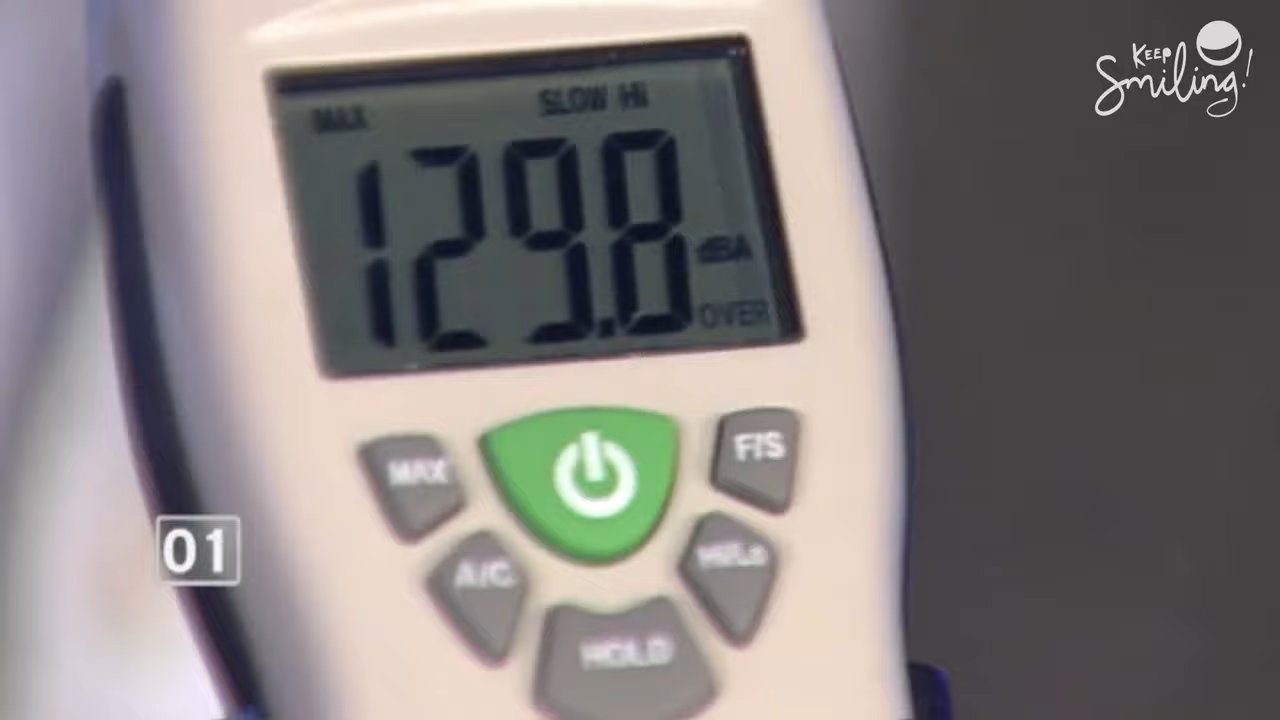 KEEP
Smiling!
SLOW Hi
MAX
129.8
dBA
OVER
MAX
F/S
A/C
Hi/Lo
HOLD
01